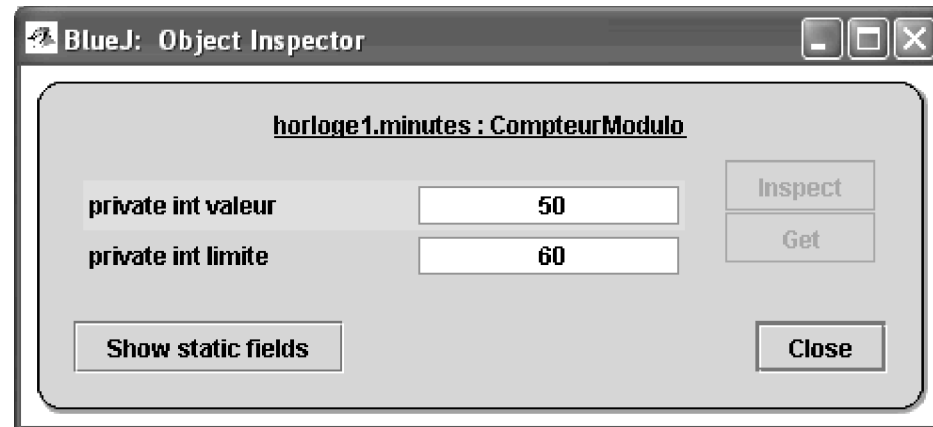 BlueJ: Object Inspector
horloge1.minutes : CompteurModulo
private int valeur 50
Inspect
private int limite 60
Get
Show static fields
Close